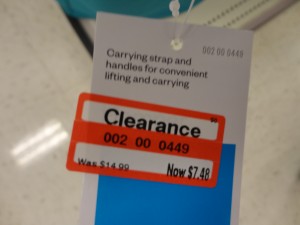 002 00 0449
Carrying strap and
handles for convenient
lifting and carrying
Clearance
002 00 0449
Was $14.99 Now $7.48